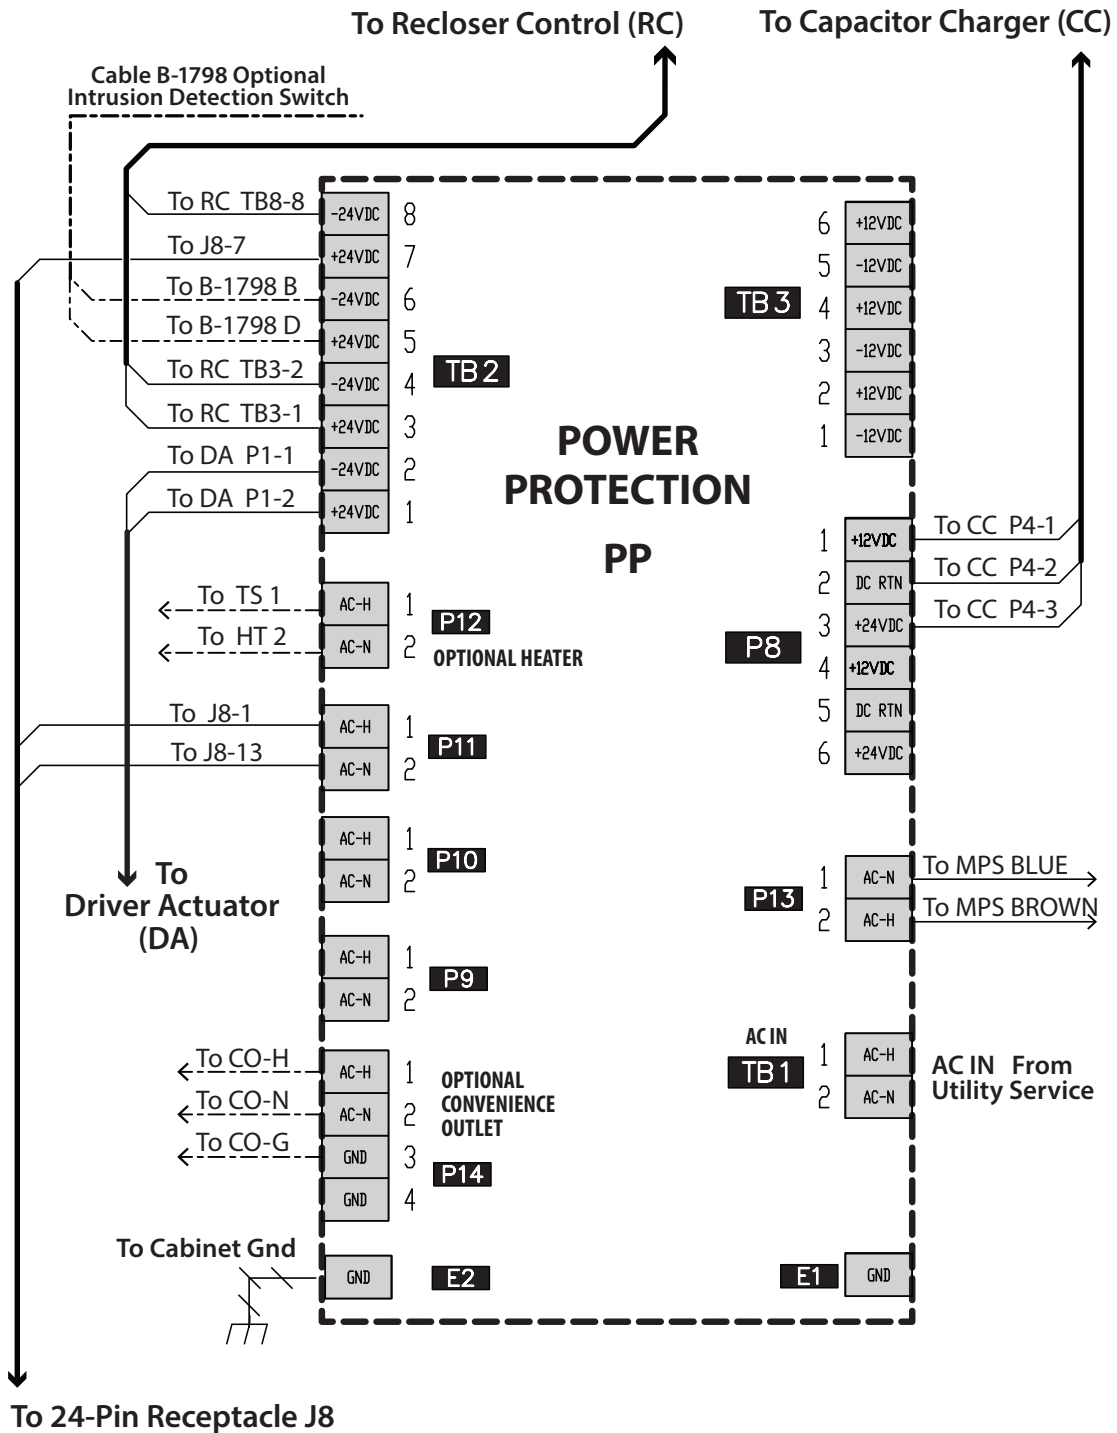 To Recloser Control (RC)
To Capacitor Charger (CC)
Cable B-1798 Optional
Intrusion Detection Switch
To RC TB8-8 -24VDC 8
To J8-7 +24VDC 7
To B-1798 B -24VDC 6
To B-1798 D +24VDC 5
To RC TB3-2 -24VDC 4
To RC TB3-1 +24VDC 3
To DA P1-1 -24VDC 2
To DA P1-2 +24VDC 1
TB2
6 +12VDC
5 -12VDC
4 +12VDC
3 -12VDC
2 +12VDC
1 -12VDC
TB3
POWER
PROTECTION
PP
1 +12VDC To CC P4-1
2 DC RTN To CC P4-2
3 +24VDC To CC P4-3
4 +12VDC
5 DC RTN
6 +24VDC
P8
To TS 1 AC-H 1
To HT 2 AC-N 2
P12
OPTIONAL HEATER
To J8-1 AC-H 1
To J8-13 AC-N 2
P11
AC-H 1
AC-N 2
P10
To
Driver Actuator
(DA)
1 AC-N To MPS BLUE
2 AC-H To MPS BROWN
P13
AC-H 1
AC-N 2
P9
AC IN
TB1
1 AC-H
2 AC-N
AC IN From
Utility Service
To CO-H AC-H 1
To CO-N AC-N 2
To CO-G GND 3
GND 4
OPTIONAL
CONVENIENCE
OUTLET
P14
To Cabinet Gnd
GND E2
E1 GND
To 24-Pin Receptacle J8